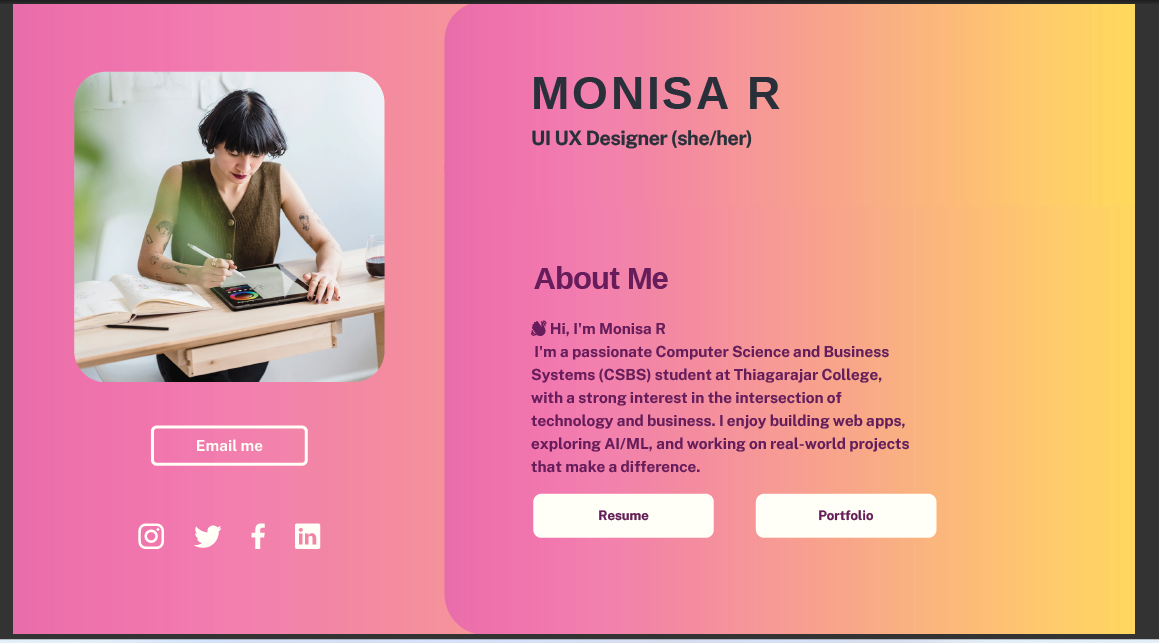 MONISA R
UI UX Designer (she/her)
About Me
👋 Hi, I'm Monisa R
I'm a passionate Computer Science and Business
Systems (CSBS) student at Thiagarajar College,
with a strong interest in the intersection of
technology and business. I enjoy building web apps,
exploring AI/ML, and working on real-world projects
that make a difference.
Email me
Resume
Portfolio